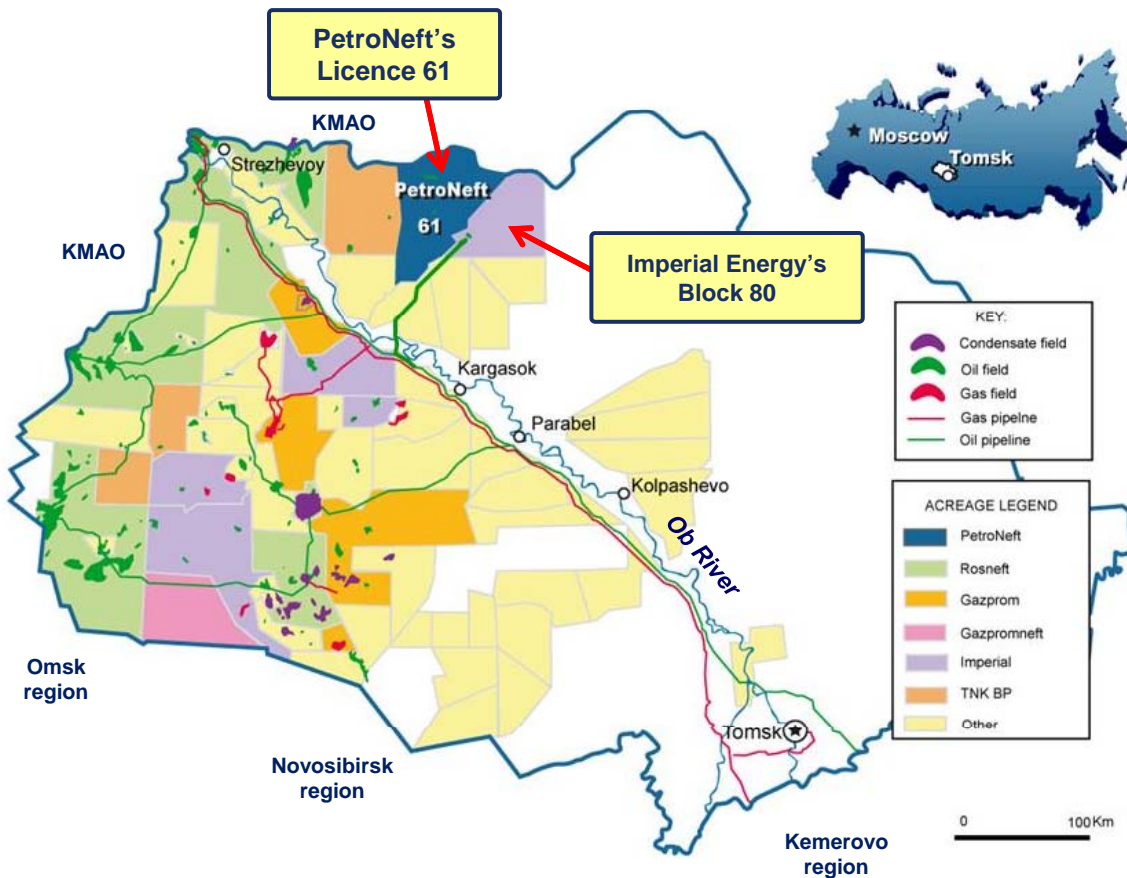 PetroNeft's
Licence 61
KMAO
Moscow
Tomsk
Strezhevoy
PetroNeft
61
KMAO
Imperial Energy's
Block 80
KEY:
Condensate field
Oil field
Gas field
Gas pipelne
Oil pipeline
Kargasok
Parabel
Kolpashevo
Ob River
ACREAGE LEGEND
PetroNeft
Rosneft
Gazprom
Gazpromneft
Imperial
TNK BP
Other
Omsk
region
Tomsk
Novosibirsk
region
0 100Km
Kemerovo
region